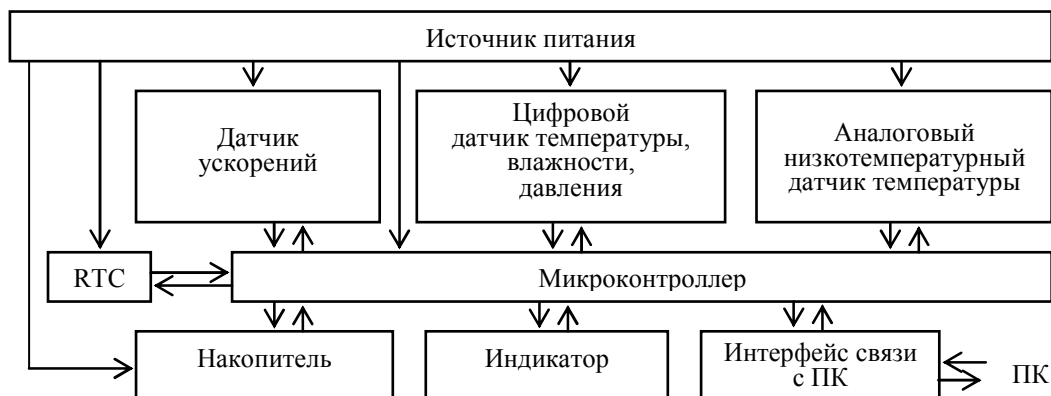 Источник питания
Датчик
ускорений
Цифровой
датчик температуры,
влажности,
давления
Аналоговый
низкотемпературный
датчик температуры
RTC
Микроконтроллер
Накопитель
Индикатор
Интерфейс связи
с ПК
ПК